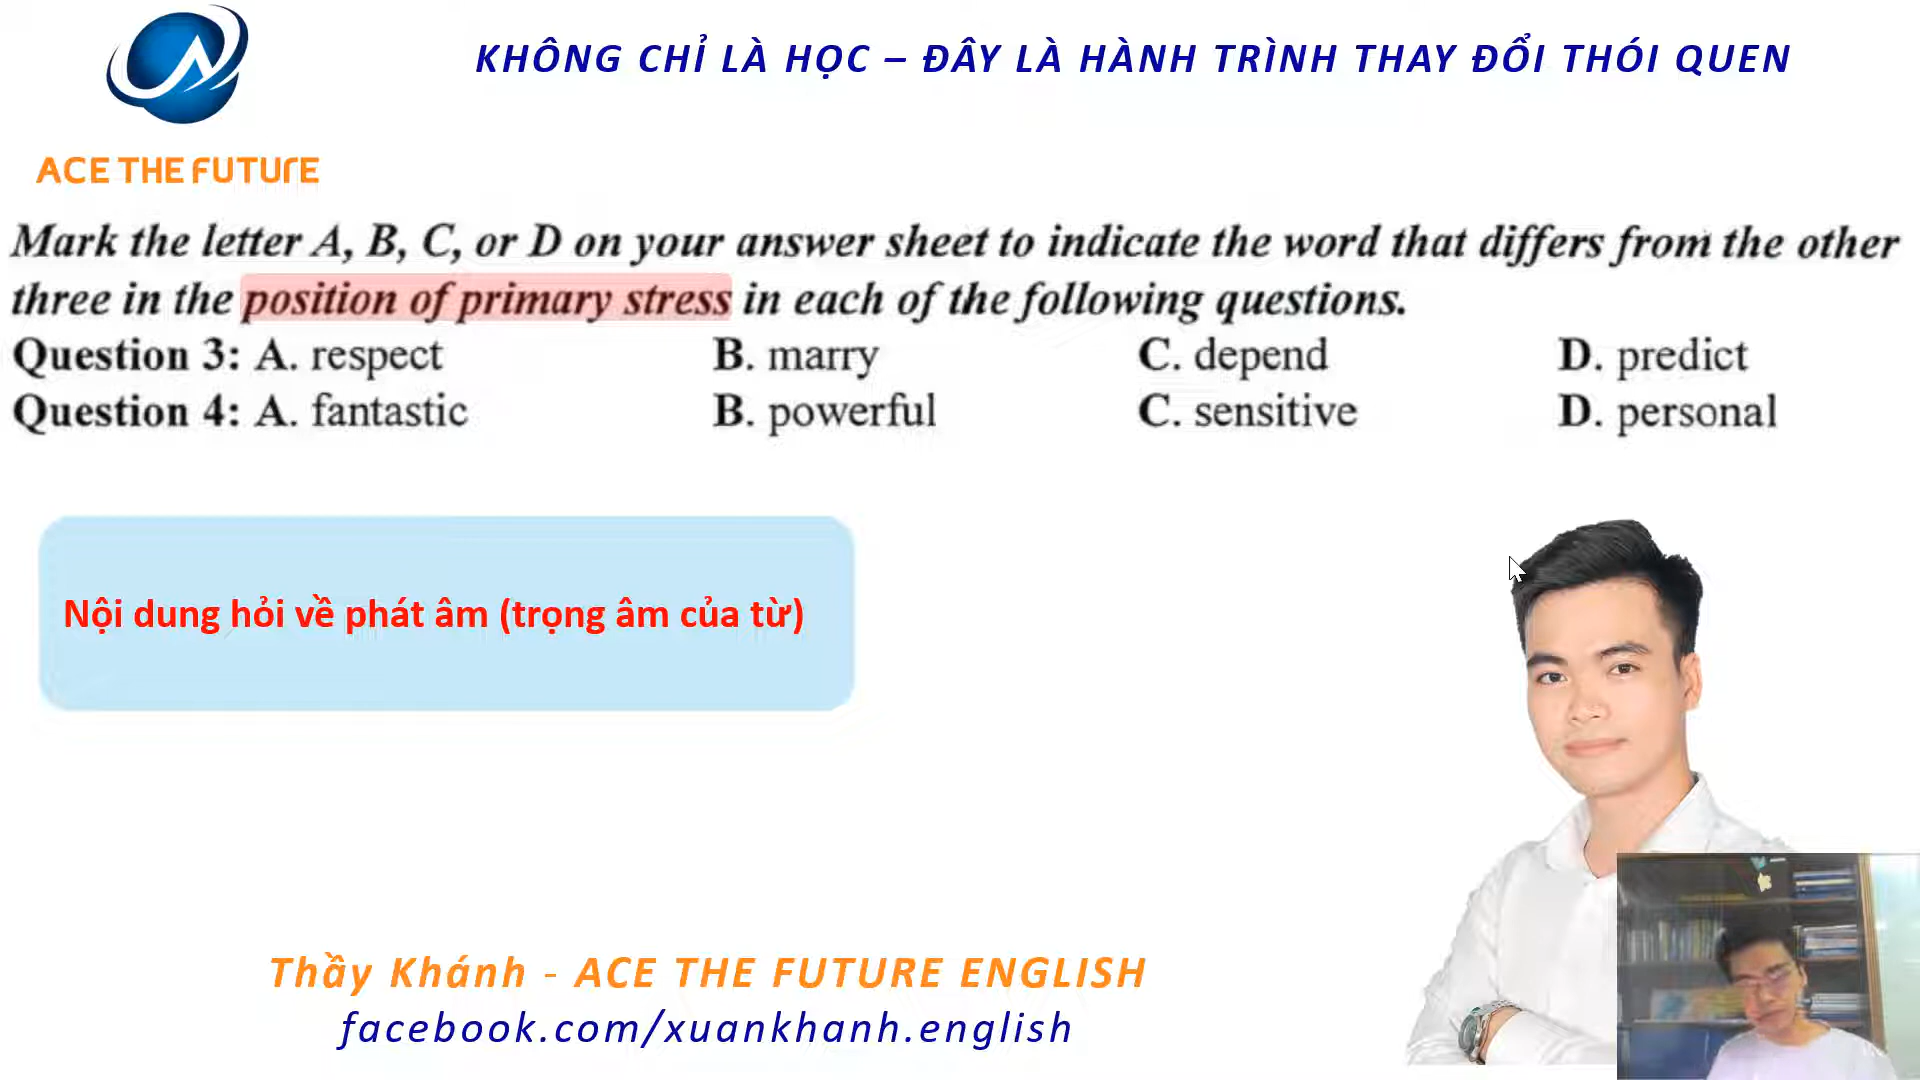 KHÔNG CHỈ LÀ HỌC – ĐÂY LÀ HÀNH TRÌNH THAY ĐỔI THÓI QUEN
ACE THE FUTURE
Mark the letter A, B, C, or D on your answer sheet to indicate the word that differs from the other
three in the position of primary stress in each of the following questions.
Question 3: A. respect B. marry C. depend D. predict
Question 4: A. fantastic B. powerful C. sensitive D. personal
Nội dung hỏi về phát âm (trọng âm của từ)
Thầy Khánh - ACE THE FUTURE ENGLISH
facebook.com/xuankhanh.english